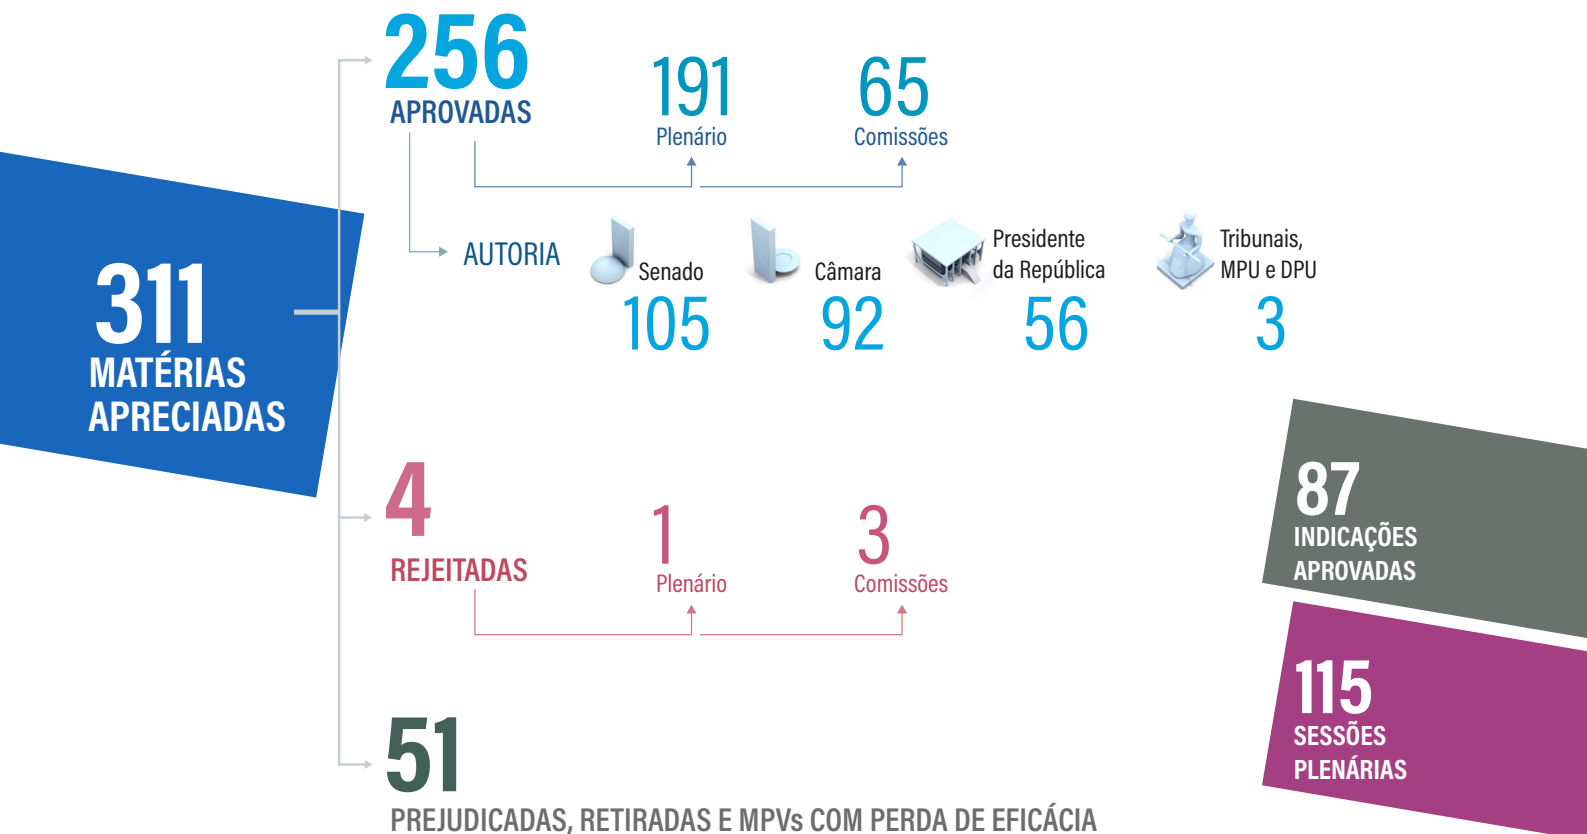 311
MATÉRIAS
APRECIADAS
256
APROVADAS
191
Plenário
65
Comissões
AUTORIA
Senado
105
Câmara
92
Presidente
da República
56
Tribunais,
MPU e DPU
3
4
REJEITADAS
1
Plenário
3
Comissões
51
PREJUDICADAS, RETIRADAS E MPVs COM PERDA DE EFICÁCIA
87
INDICAÇÕES
APROVADAS
115
SESSÕES
PLENÁRIAS